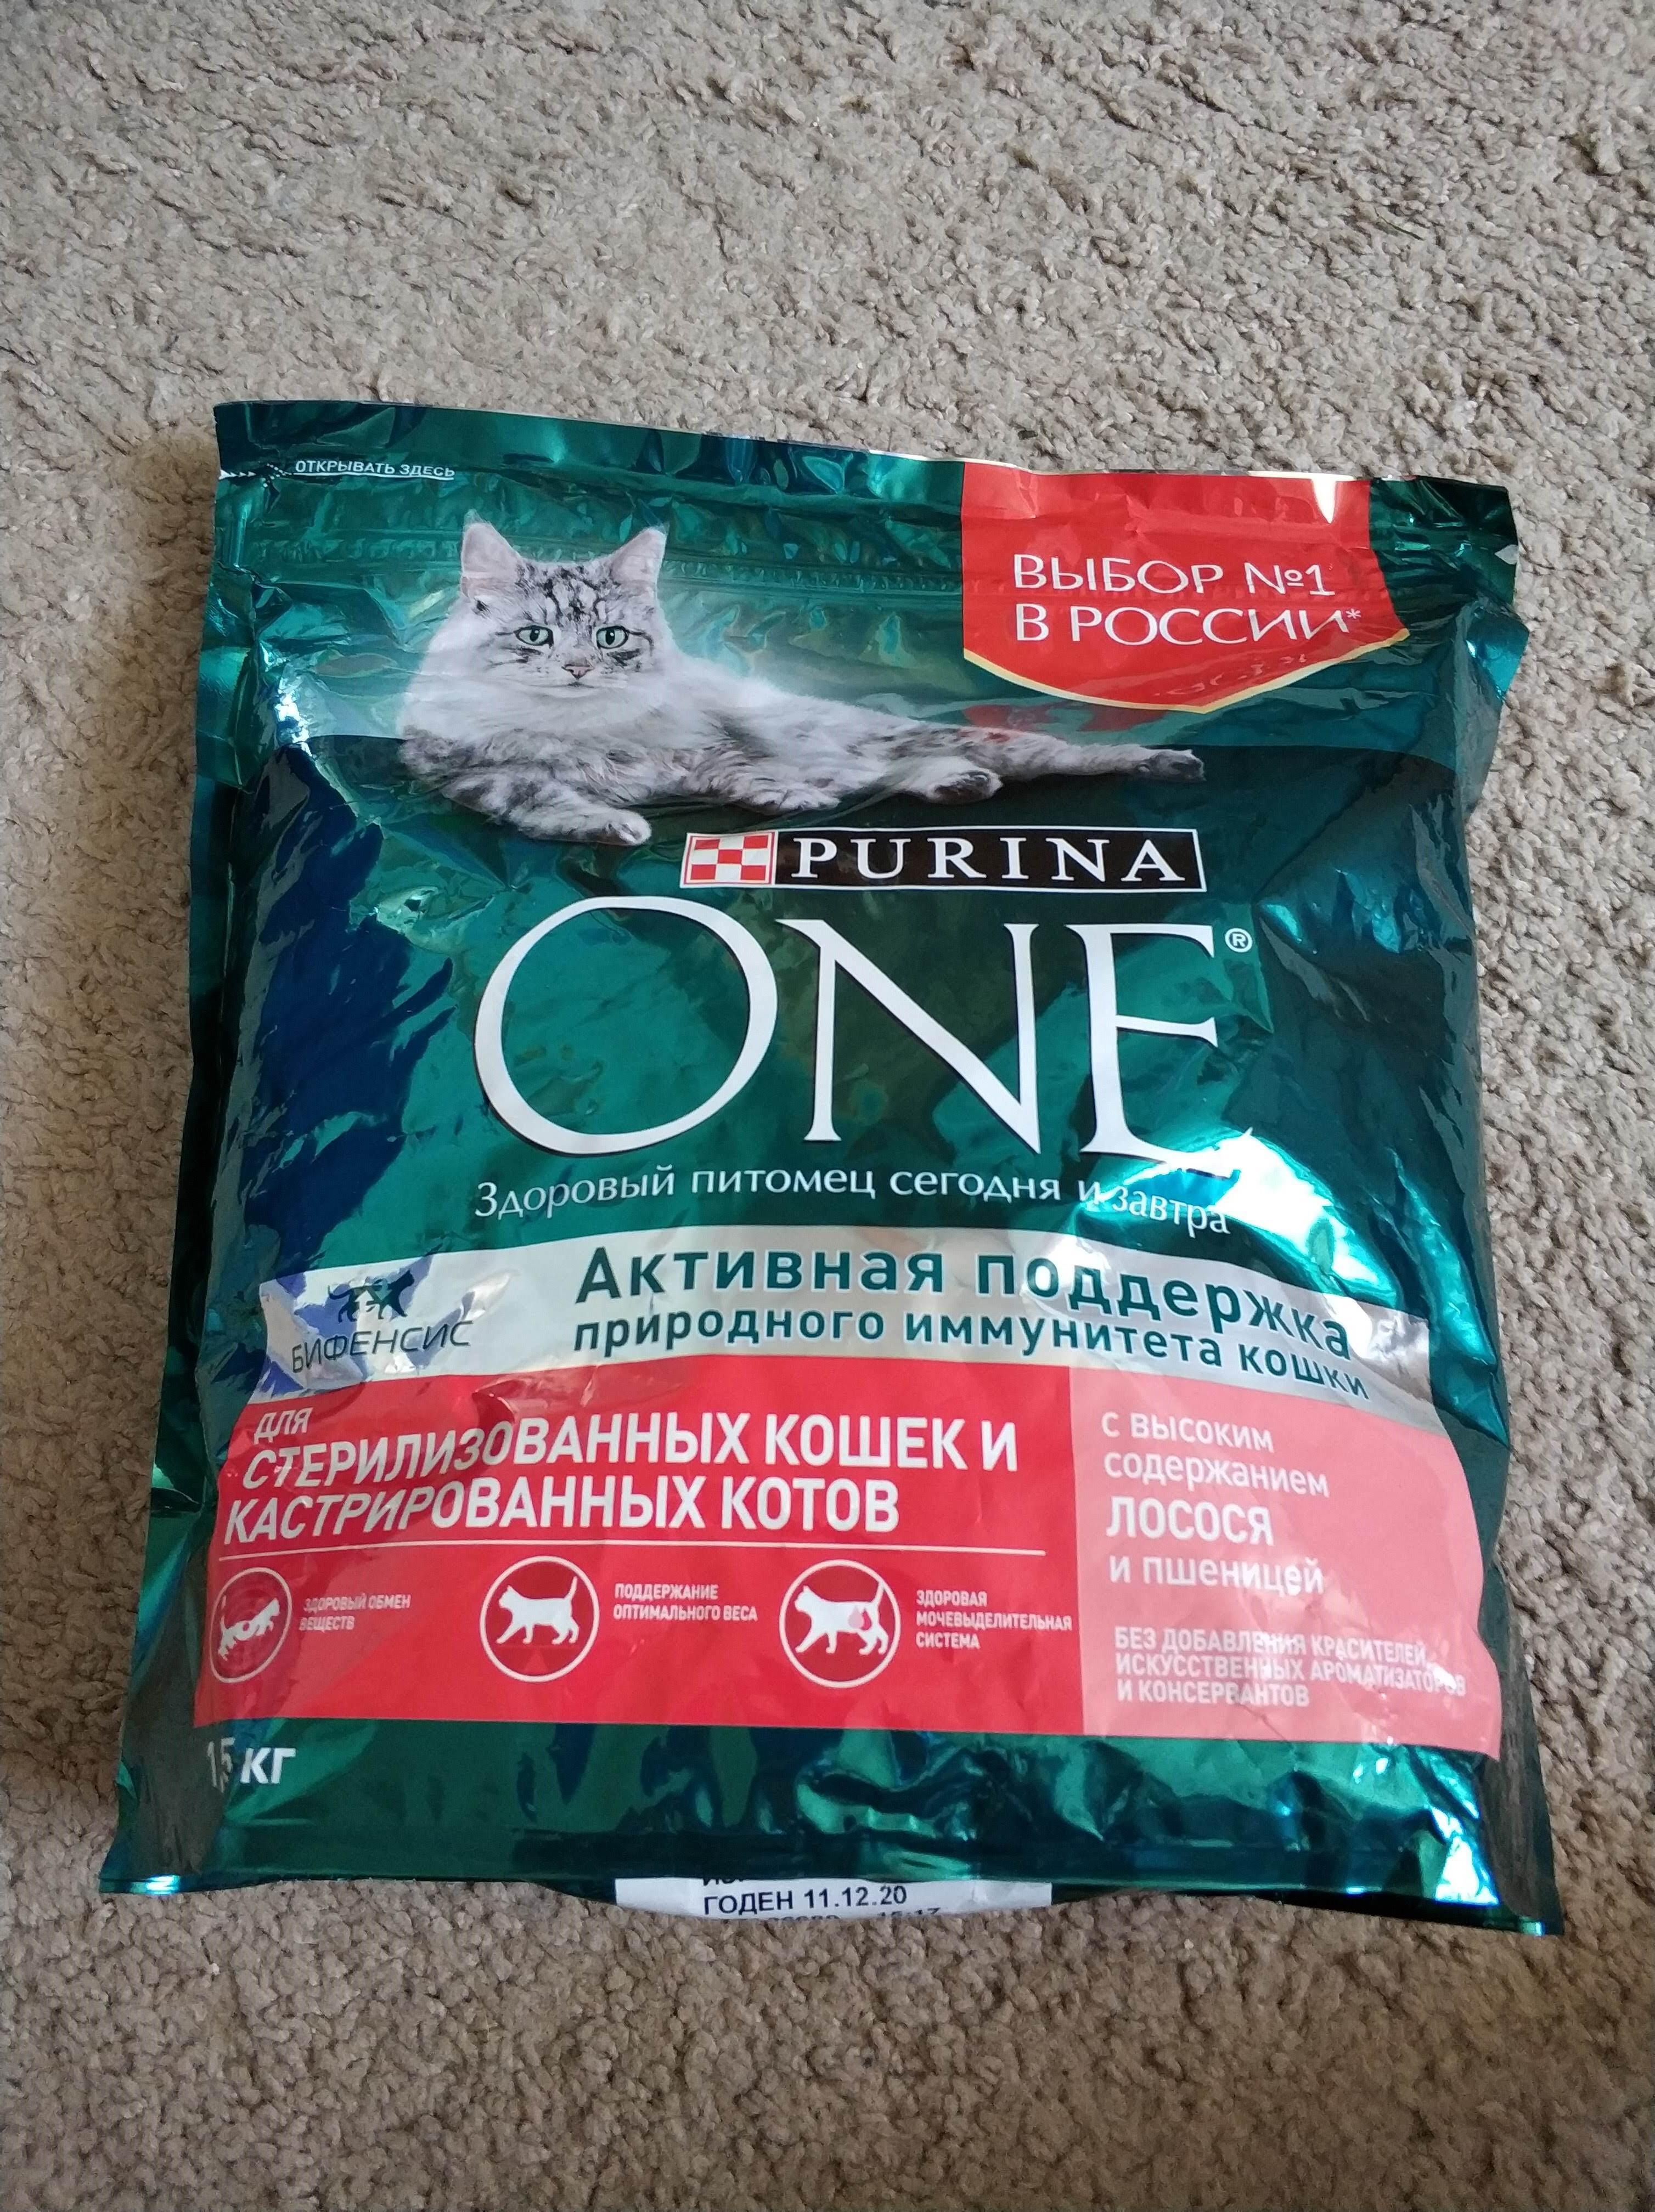 ОТКРЫВАТЬ ЗДЕСЬ
ВЫБОР №1
В РОССИИ*
PURINA
ONE®
Здоровый питомец сегодня и завтра
Активная поддержка
природного иммунитета кошки
БИФЕНСИС
ДЛЯ
СТЕРИЛИЗОВАННЫХ КОШЕК И
КАСТРИРОВАННЫХ КОТОВ
ЗДОРОВЫЙ ОБМЕН
ВЕЩЕСТВ
ПОДДЕРЖАНИЕ
ОПТИМАЛЬНОГО ВЕСА
ЗДОРОВАЯ
МОЧЕВЫДЕЛИТЕЛЬНАЯ
СИСТЕМА
С ВЫСОКИМ
СОДЕРЖАНИЕМ
ЛОСОСЯ
И ПШЕНИЦЕЙ
БЕЗ ДОБАВЛЕНИЯ КРАСИТЕЛЕЙ,
ИСКУССТВЕННЫХ АРОМАТИЗАТОРОВ
И КОНСЕРВАНТОВ
1,5 КГ
ГОДЕН 11.12.20